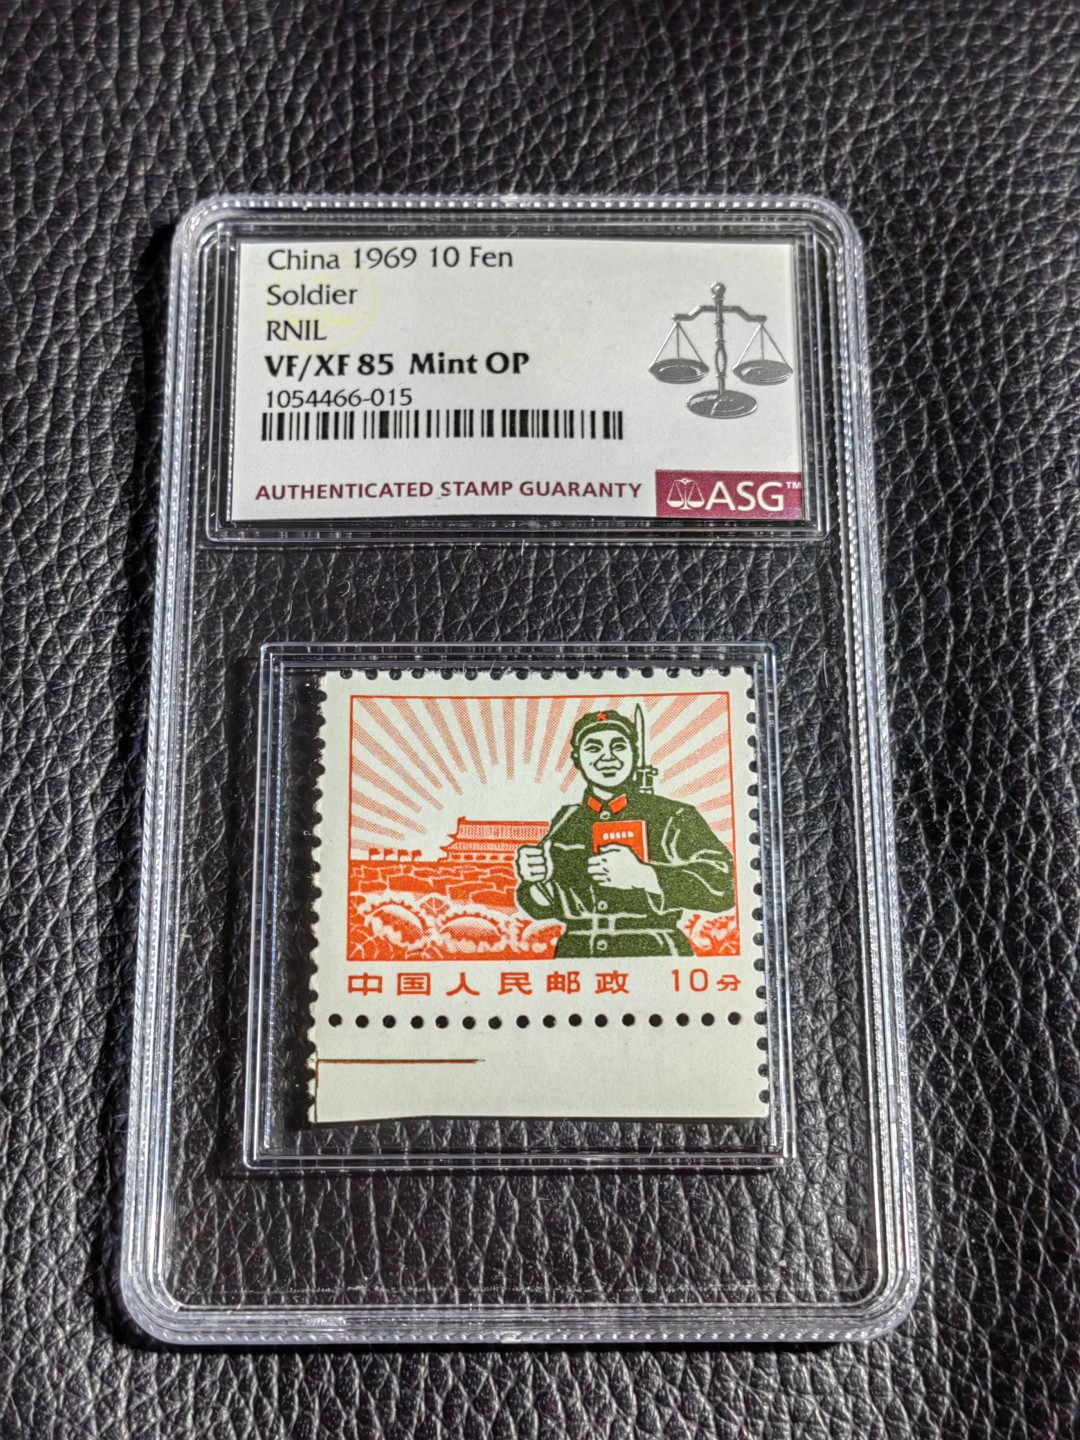 China 1969 10 Fen
Soldier
RNIL
VF/XF 85 Mint OP
1054466-015
AUTHENTICATED STAMP GUARANTY
ASG™
中国人民邮政 10分